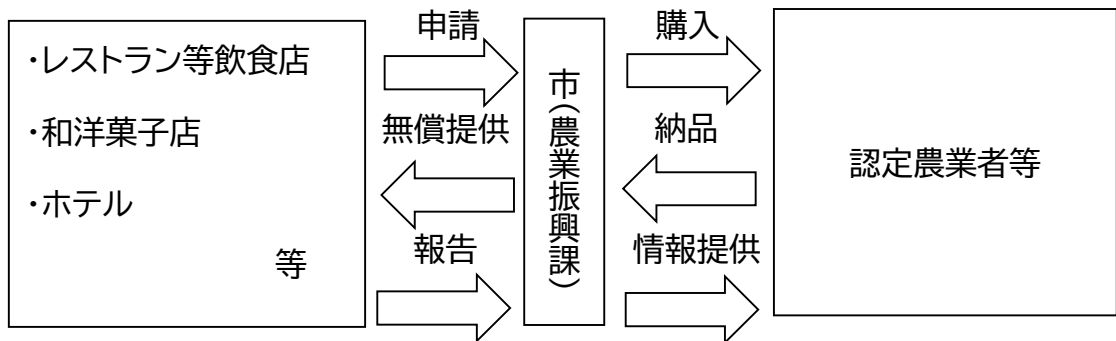 ・レストラン等飲食店
・和洋菓子店
・ホテル
等
申請
無償提供
報告
市(農業振興課)
購入
納品
情報提供
認定農業者等